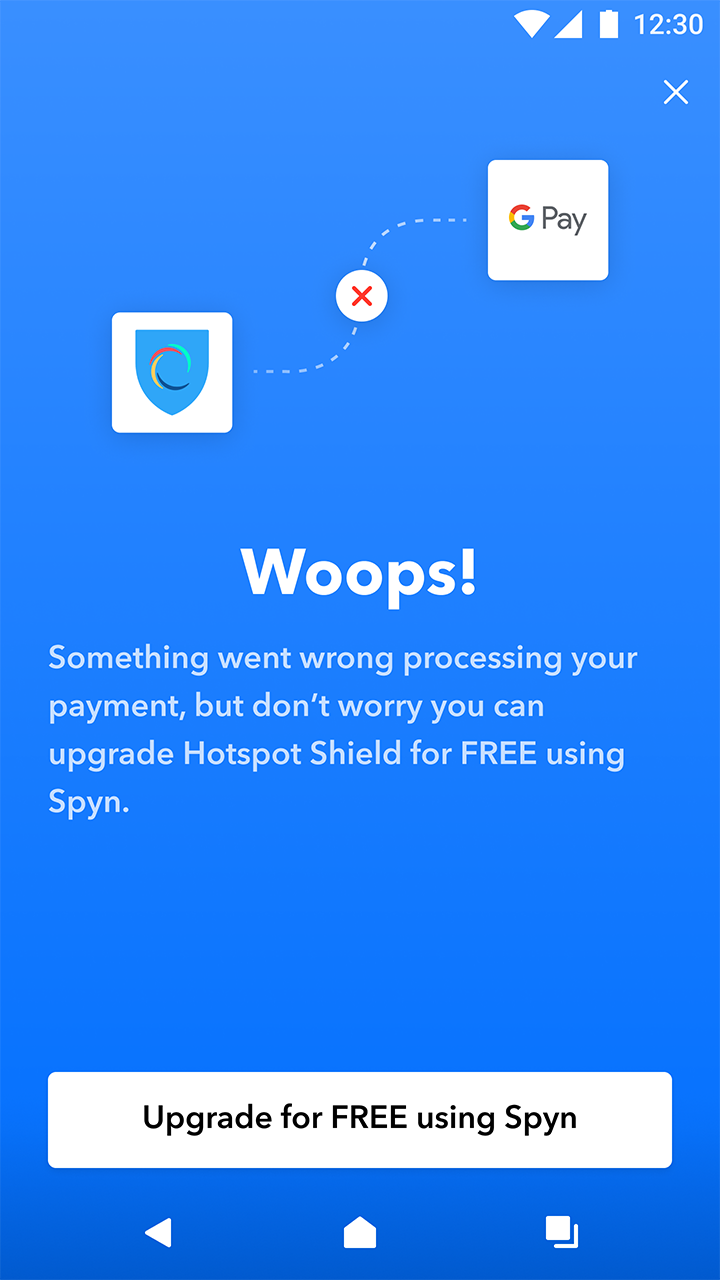 12:30
G Pay
Woops!
Something went wrong processing your
payment, but don’t worry you can
upgrade Hotspot Shield for FREE using
Spyn.
Upgrade for FREE using Spyn